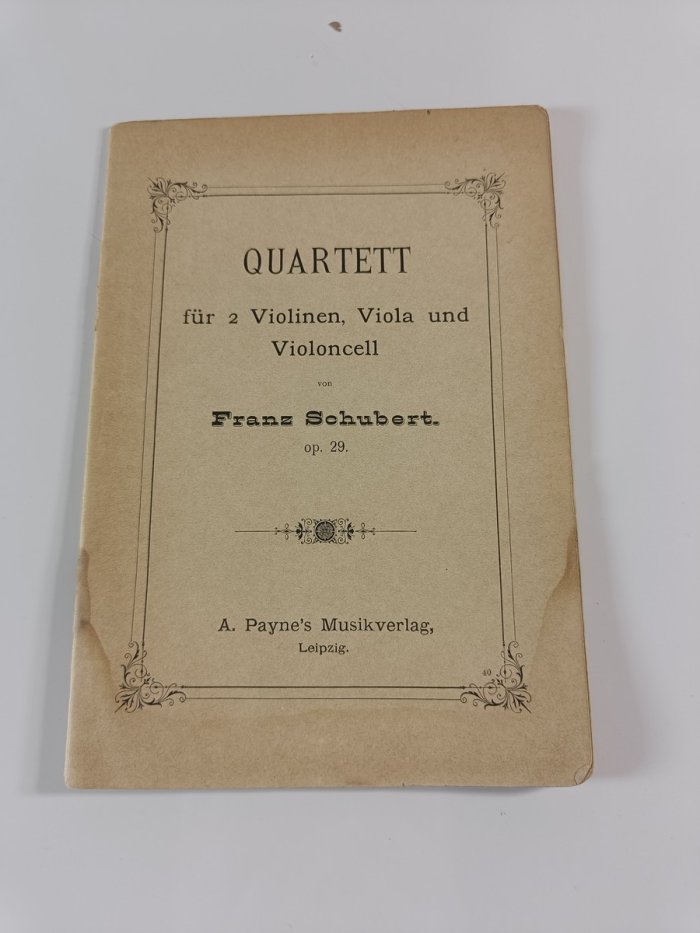 QUARTETT
für 2 Violinen, Viola und
Violoncell
von
Franz Schubert.
op. 29.
A. Payne's Musikverlag,
Leipzig.
40